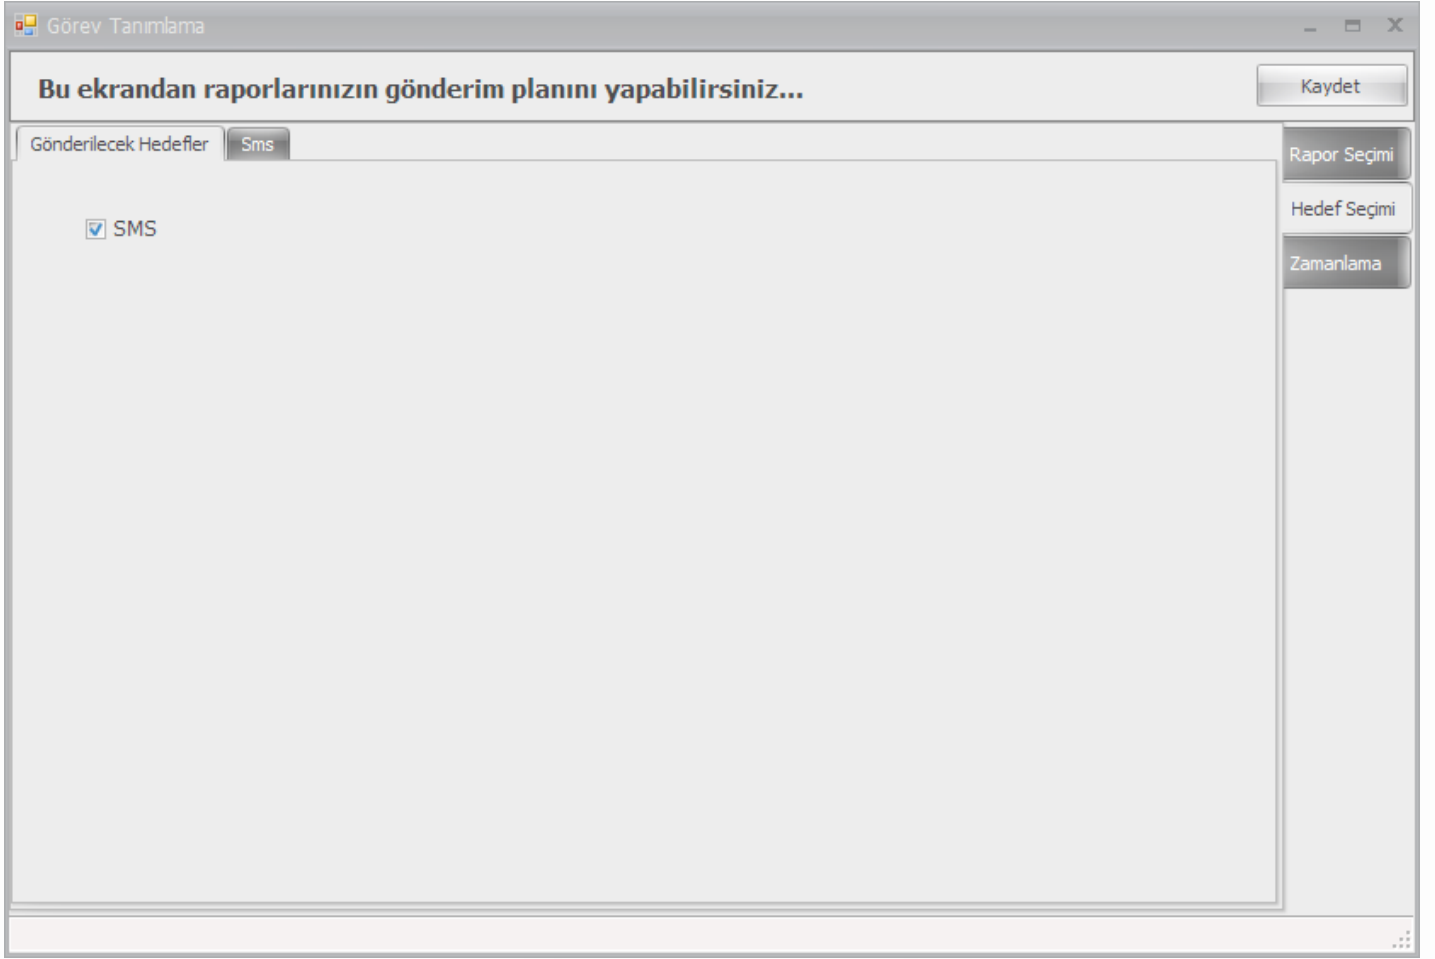 Görev Tanımlama
Bu ekrandan raporlarınızın gönderim planını yapabilirsiniz...
Kaydet
Gönderilecek Hedefler
Sms
Rapor Seçimi
Hedef Seçimi
Zamanlama
SMS